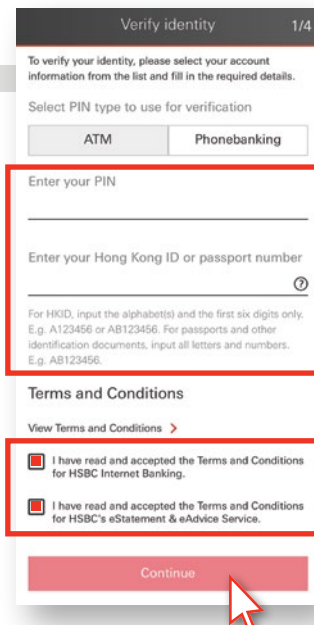 Verify identity 1/4
To verify your identity, please select your account
information from the list and fill in the required details.
Select PIN type to use for verification
ATM Phonebanking
Enter your PIN
Enter your Hong Kong ID or passport number
?
For HKID, input the alphabet(s) and the first six digits only.
E.g. A123456 or AB123456. For passports and other
identification documents, input all letters and numbers.
E.g. AB123456.
Terms and Conditions
View Terms and Conditions >
I have read and accepted the Terms and Conditions
for HSBC Internet Banking.
I have read and accepted the Terms and Conditions
for HSBC's eStatement & eAdvice Service.
Continue